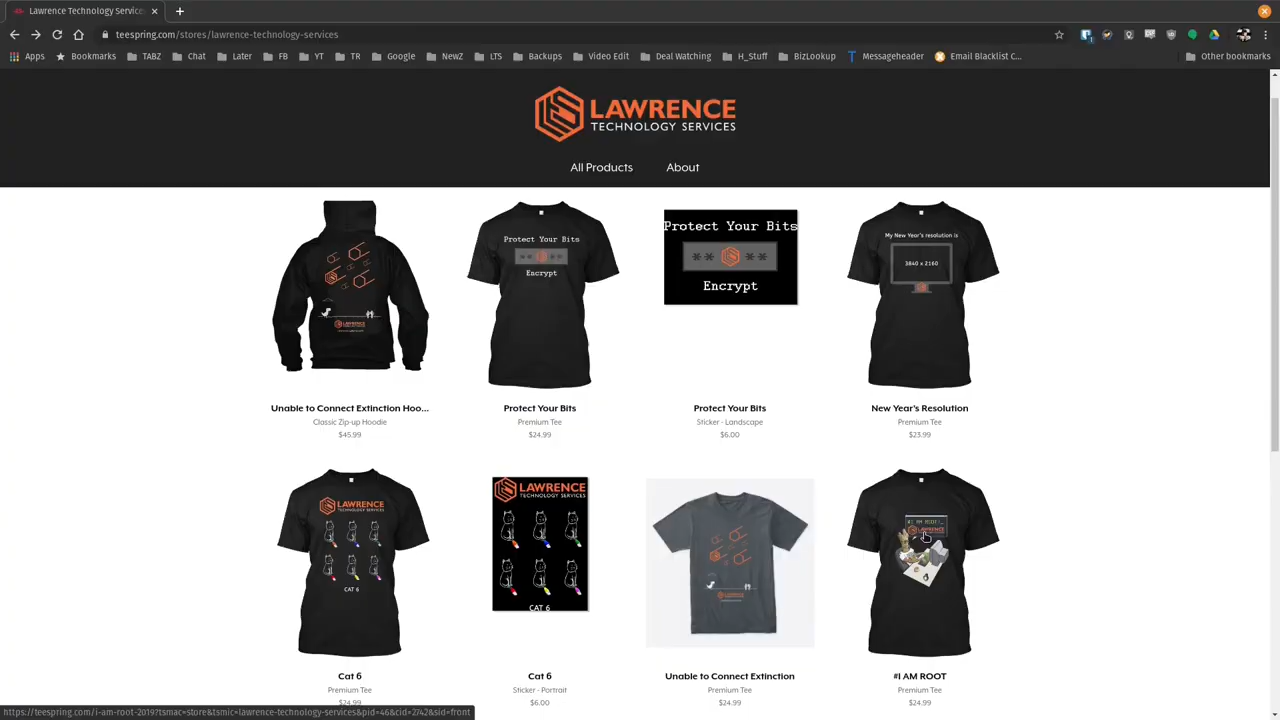 Lawrence Technology Services
teespring.com/stores/lawrence-technology-services
Apps Bookmarks TABZ Chat Later FB YT TR Google NewZ LTS Backups Video Edit Deal Watching H_Stuff BizLookup Messageheader Email Blacklist C... Other bookmarks
LAWRENCE
TECHNOLOGY SERVICES
All Products About
Protect Your Bits
Encrypt
Protect Your Bits
Encrypt
My New Year's resolution is
3840 x 2160
Unable to Connect Extinction Hoo... Protect Your Bits Protect Your Bits New Year's Resolution
Classic Zip-up Hoodie Premium Tee Sticker - Landscape Premium Tee
$45.99 $24.99 $6.00 $23.99
LAWRENCE
TECHNOLOGY SERVICES
CAT 6
LAWRENCE
TECHNOLOGY SERVICES
CAT 6
LAWRENCE
Cat 6 Cat 6 Unable to Connect Extinction #I AM ROOT
Premium Tee Sticker - Portrait Premium Tee Premium Tee
$24.99 $6.00 $24.99 $24.99
https://teespring.com/i-am-root-2019?tsmac=store&tsmic=lawrence-technology-services&pid=46&cid=2742&sid=front